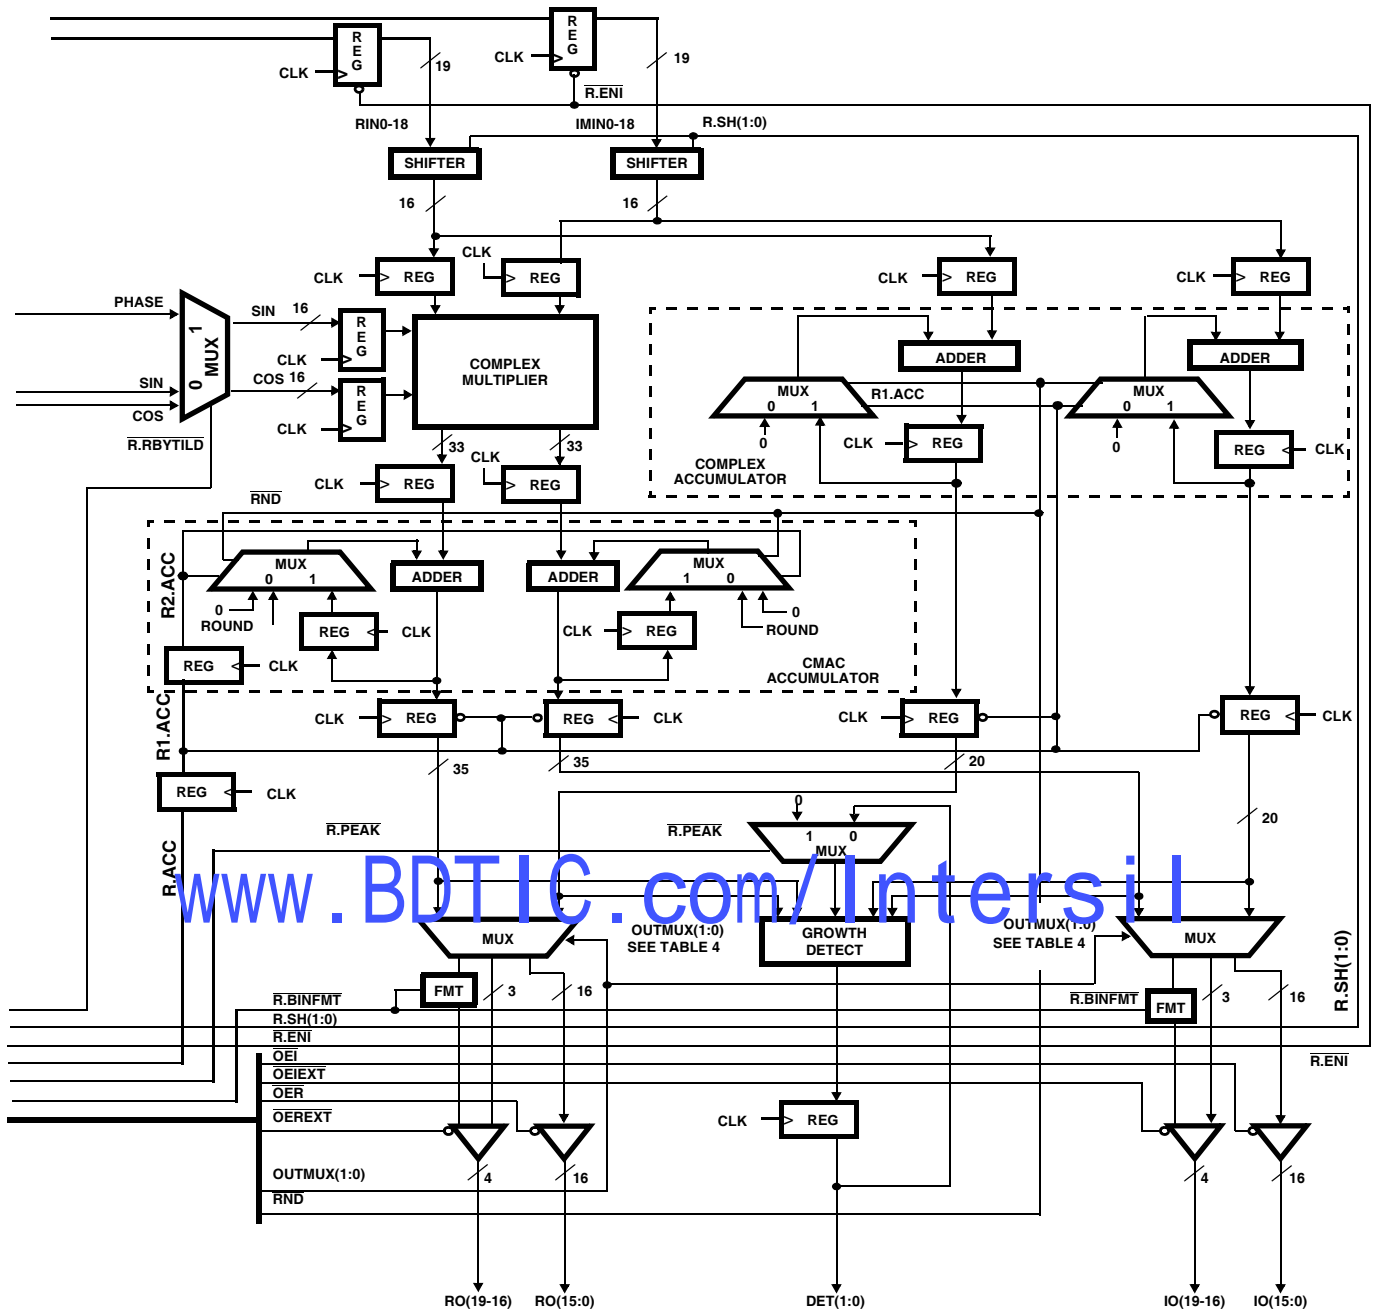 REG
REG
CLK
CLK
19
19
R.ENI
RIN0-18
IMIN0-18
R.SH(1:0)
SHIFTER
SHIFTER
16
16
CLK
CLK
REG
REG
CLK
REG
CLK
REG
PHASE
SIN
16
REG
CLK
MUX
1
0
SIN
COS
COS
16
REG
CLK
R.RBYTILD
COMPLEX
MULTIPLIER
ADDER
ADDER
MUX
0
1
0
R1.ACC
MUX
0
1
0
CLK
REG
REG
CLK
COMPLEX
ACCUMULATOR
33
33
CLK
CLK
REG
REG
RND
R2.ACC
MUX
0
1
ADDER
ADDER
MUX
1
0
0
ROUND
0
ROUND
REG
CLK
CLK
REG
REG
CLK
CMAC
ACCUMULATOR
R1.ACC
CLK
REG
REG
CLK
CLK
REG
REG
CLK
35
35
20
REG
CLK
R.ACC
R.PEAK
R.PEAK
0
1
0
MUX
20
www.BDTIC.com/Intersil
MUX
OUTMUX(1:0)
SEE TABLE 4
GROWTH
DETECT
OUTMUX(1:0)
SEE TABLE 4
MUX
R.SH(1:0)
FMT
3
16
R.BINFMT
FMT
3
16
R.BINFMT
R.SH(1:0)
R.ENI
OEI
OEIEXT
OER
OEREXT
R.ENI
CLK
REG
OUTMUX(1:0)
RND
4
16
4
16
RO(19-16)
RO(15:0)
DET(1:0)
IO(19-16)
IO(15:0)